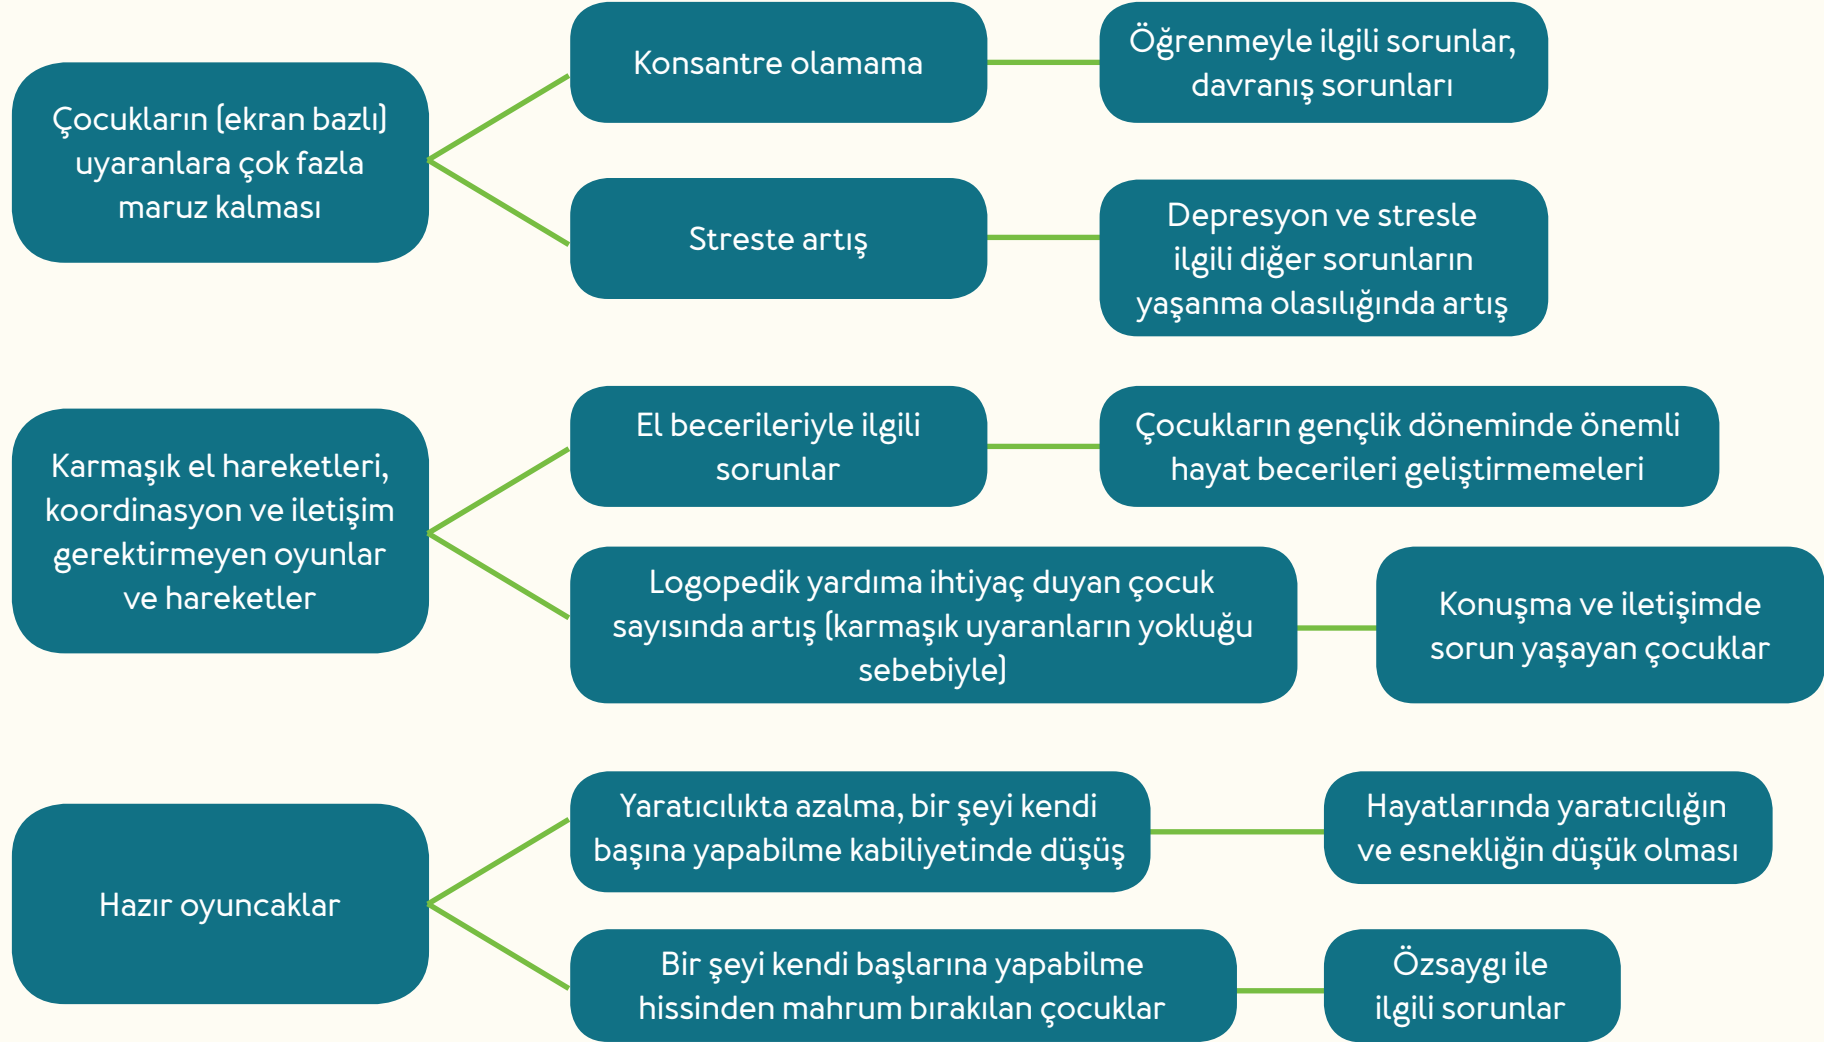 Çocukların (ekran bazlı)
uyaranlara çok fazla
maruz kalması
Konsantre olamama
Öğrenmeyle ilgili sorunlar,
davranış sorunları
Streste artış
Depresyon ve stresle
ilgili diğer sorunların
yaşanma olasılığında artış
Karmaşık el hareketleri,
koordinasyon ve iletişim
gerektirmeyen oyunlar
ve hareketler
El becerileriyle ilgili
sorunlar
Çocukların gençlik döneminde önemli
hayat becerileri geliştirmemeleri
Logopedik yardıma ihtiyaç duyan çocuk
sayısında artış (karmaşık uyaranların yokluğu
sebebiyle)
Konuşma ve iletişimde
sorun yaşayan çocuklar
Hazır oyuncaklar
Yaratıcılıkta azalma, bir şeyi kendi
başına yapabilme kabiliyetinde düşüş
Hayatlarında yaratıcılığın
ve esnekliğin düşük olması
Bir şeyi kendi başlarına yapabilme
hissinden mahrum bırakılan çocuklar
Özsaygı ile
ilgili sorunlar